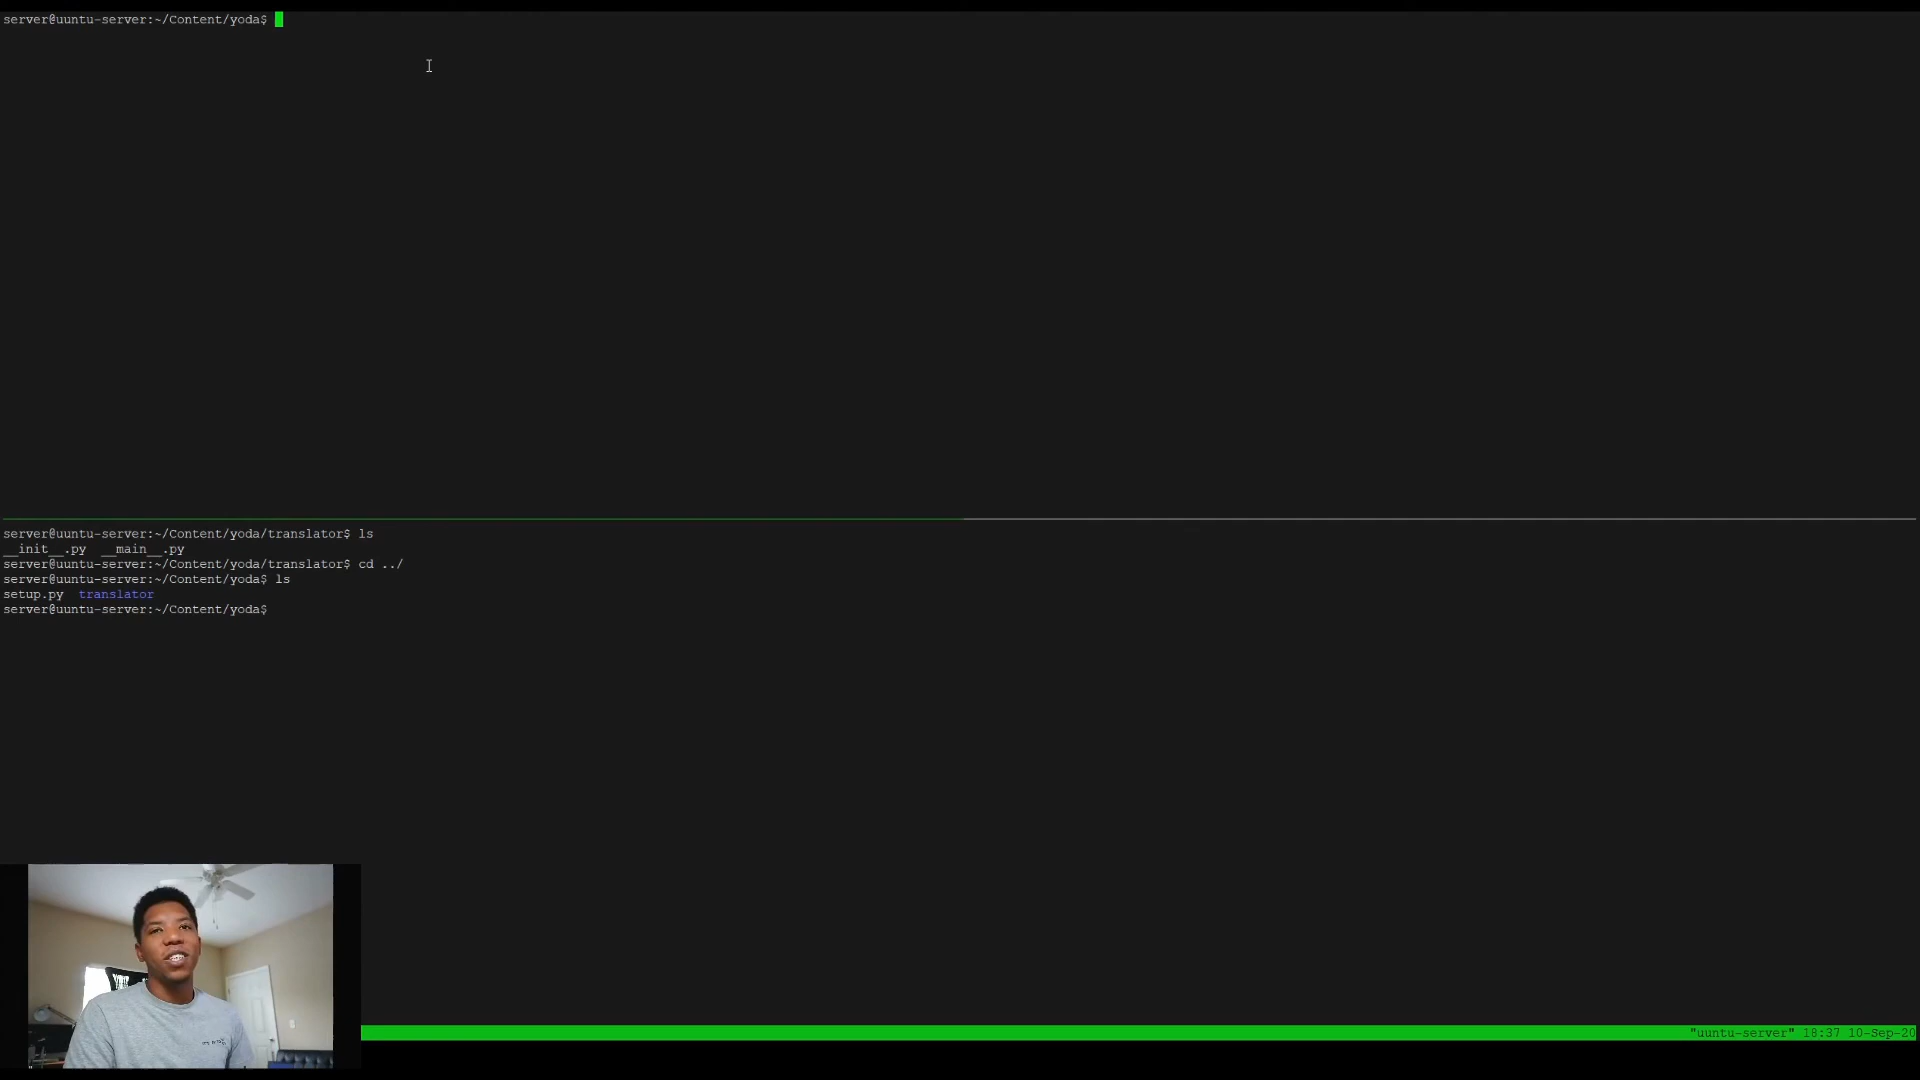 server@uuntu-server:~/Content/yoda$
server@uuntu-server:~/Content/yoda/translator$ ls
__init__.py  __main__.py
server@uuntu-server:~/Content/yoda/translator$ cd ../
server@uuntu-server:~/Content/yoda$ ls
setup.py  translator
server@uuntu-server:~/Content/yoda$
"uuntu-server" 18:37 10-Sep-20